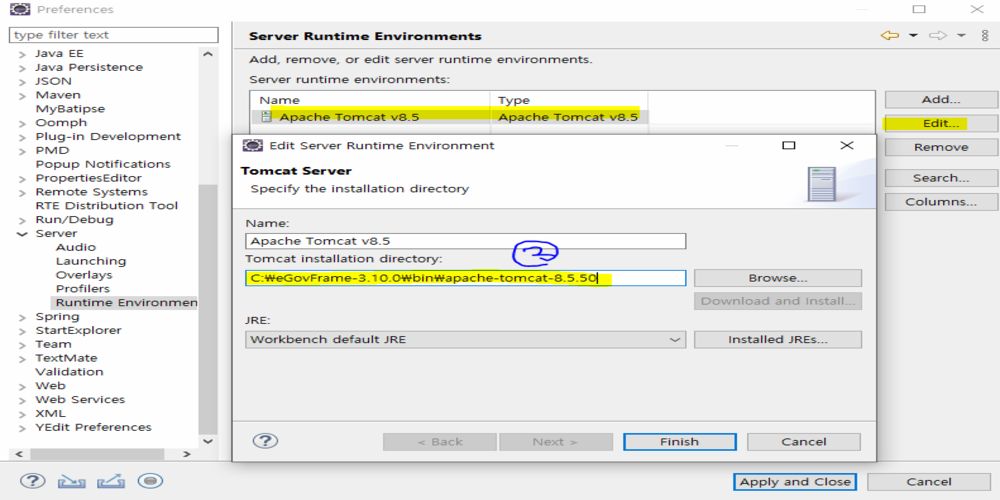 Preferences
type filter text
Java EE
Java Persistence
JSON
Maven
MyBatipse
Oomph
Plug-in Development
PMD
Popup Notifications
PropertiesEditor
Remote Systems
RTE Distribution Tool
Run/Debug
Server
Audio
Launching
Overlays
Profilers
Runtime Environmen
Spring
StartExplorer
Team
TextMate
Validation
Web
Web Services
XML
YEdit Preferences
Server Runtime Environments
Add, remove, or edit server runtime environments.
Server runtime environments:
Name Type
Apache Tomcat v8.5 Apache Tomcat v8.5
Add...
Edit...
Remove
Search...
Columns...
Edit Server Runtime Environment
Tomcat Server
Specify the installation directory
Name:
Apache Tomcat v8.5
Tomcat installation directory:
C:₩eGovFrame-3.10.0₩bin₩apache-tomcat-8.5.50
Browse...
Download and Install...
JRE:
Workbench default JRE
Installed JREs...
< Back
Next >
Finish
Cancel
Apply and Close
Cancel